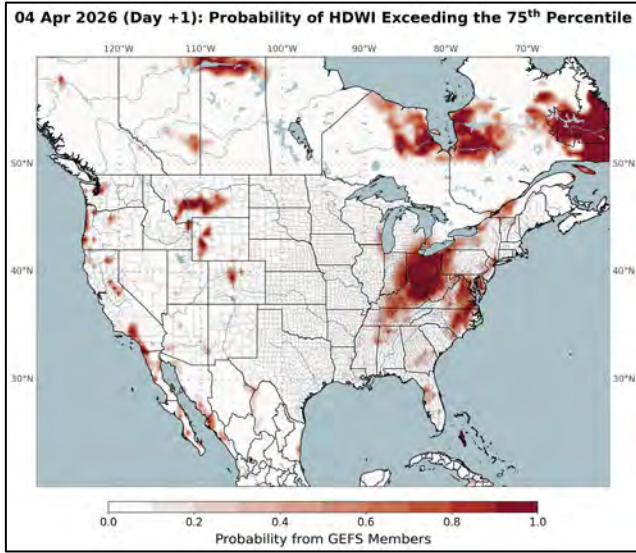 04 Apr 2026 (Day +1): Probability of HDWI Exceeding the 75th Percentile
120°W 110°W 100°W 90°W 80°W 70°W
50°N 50°N
40°N 40°N
30°N 30°N
0.0 0.2 0.4 0.6 0.8 1.0
Probability from GEFS Members